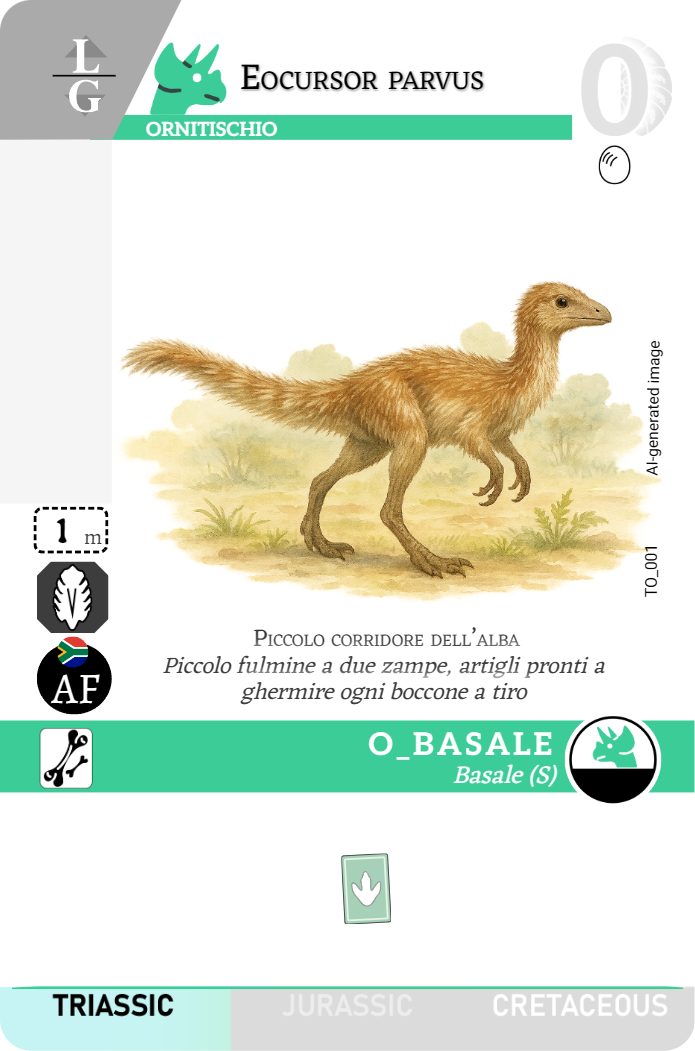 L
G
Eocursor parvus
ORNITISCHIO
0
AI-generated image
TO_001
1 m
V
AF
Piccolo corridore dell'alba
Piccolo fulmine a due zampe, artigli pronti a
ghermire ogni boccone a tiro
O_BASALE
Basale (S)
TRIASSIC JURASSIC CRETACEOUS